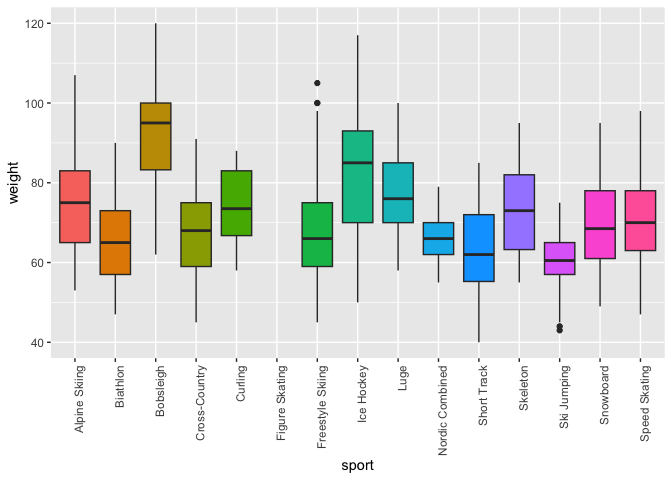 120
100
80
60
40
weight
Alpine Skiing
Biathlon
Bobsleigh
Cross-Country
Curling
Figure Skating
Freestyle Skiing
Ice Hockey
Luge
Nordic Combined
Short Track
Skeleton
Ski Jumping
Snowboard
Speed Skating
sport